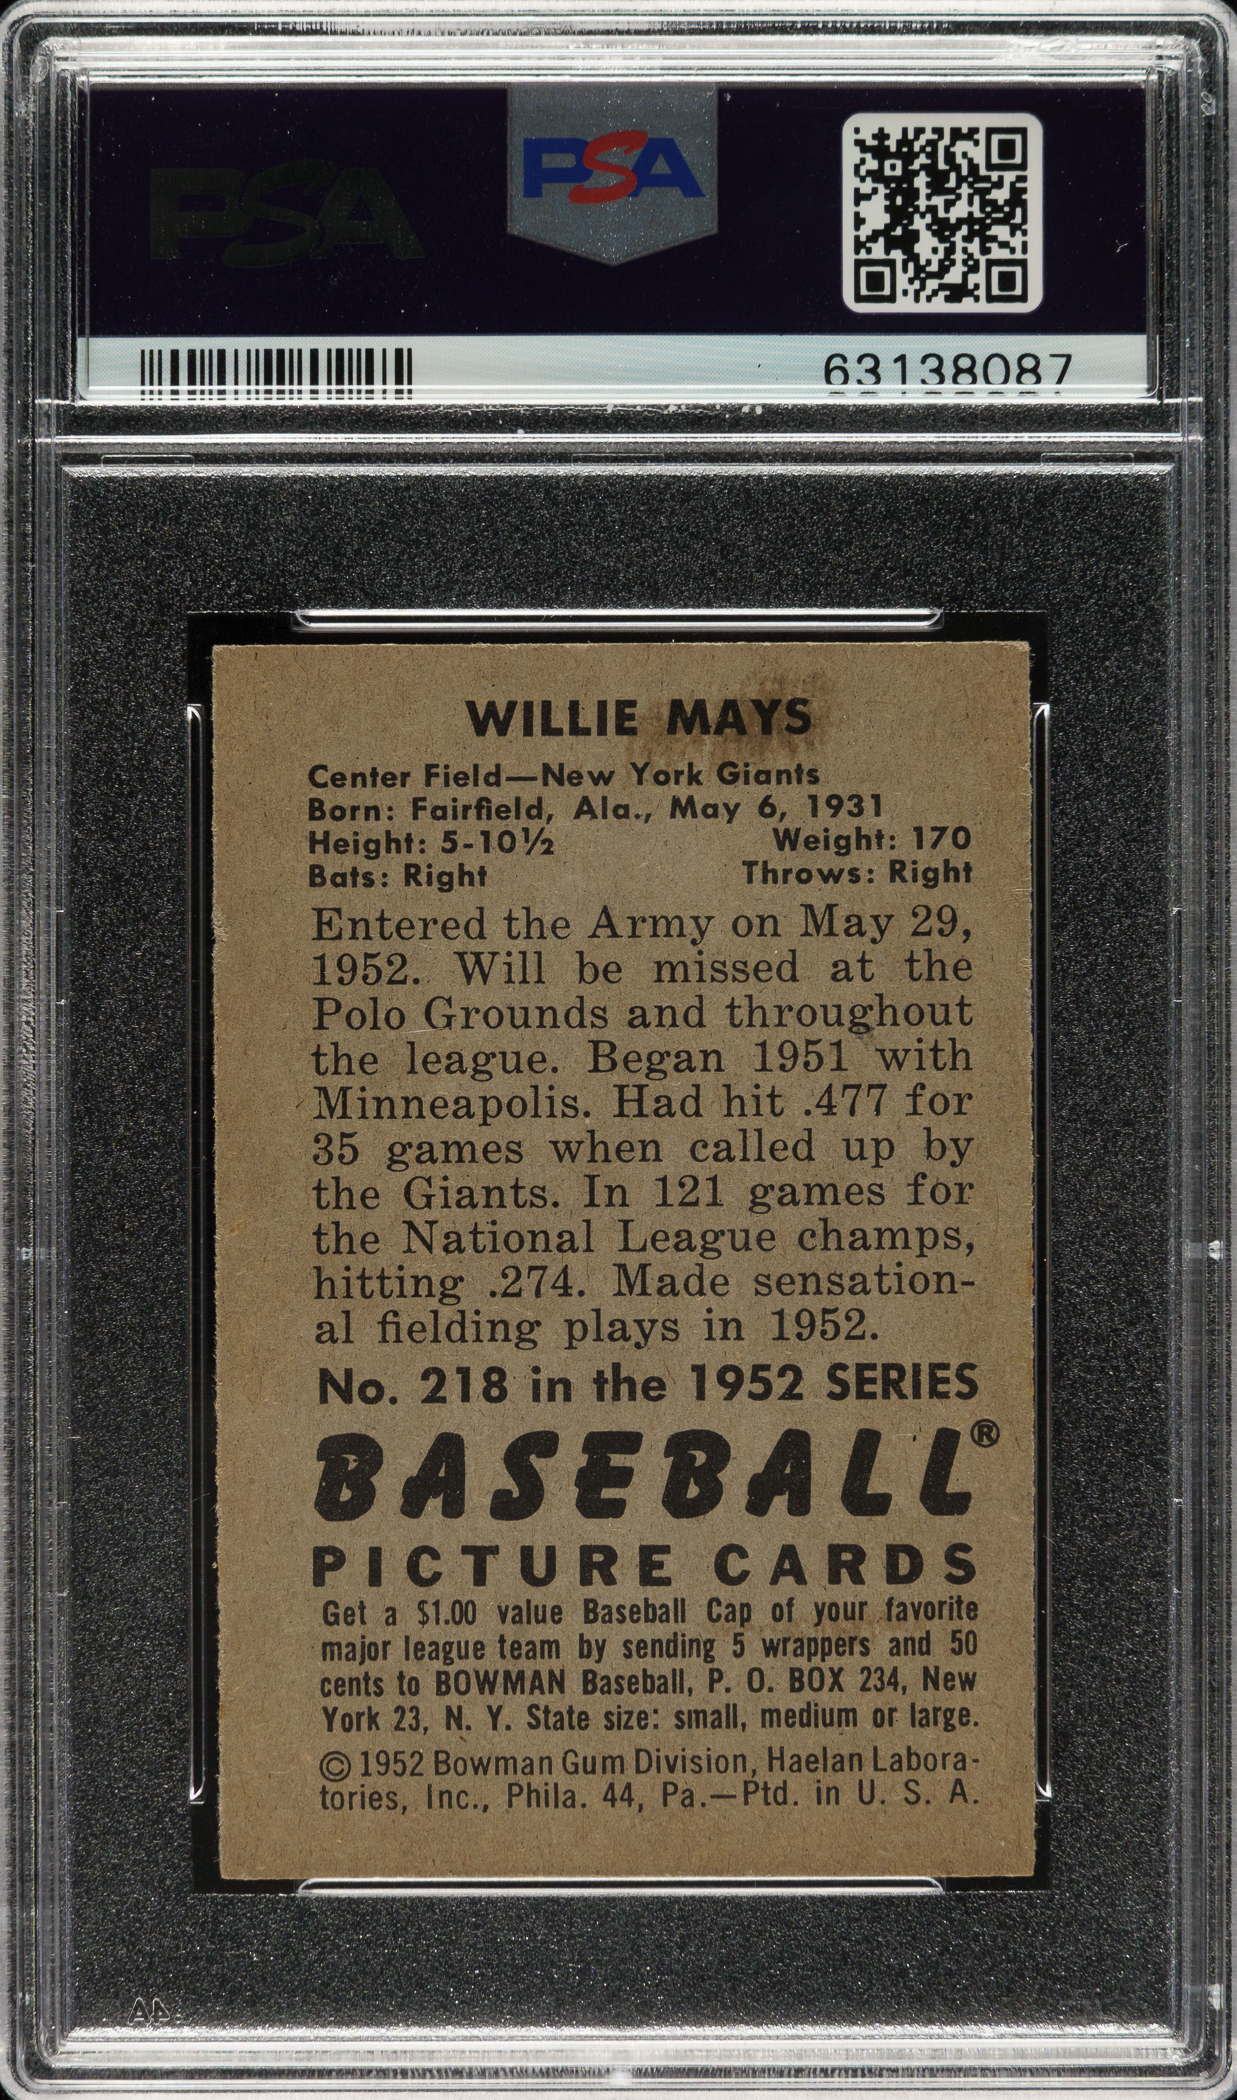 PSA
PSA
63138087
WILLIE MAYS
Center Field—New York Giants
Born: Fairfield, Ala., May 6, 1931
Height: 5-10½ Weight: 170
Bats: Right Throws: Right
Entered the Army on May 29,
1952. Will be missed at the
Polo Grounds and throughout
the league. Began 1951 with
Minneapolis. Had hit .477 for
35 games when called up by
the Giants. In 121 games for
the National League champs,
hitting .274. Made sensation-
al fielding plays in 1952.
No. 218 in the 1952 SERIES
BASEBALL®
PICTURE CARDS
Get a $1.00 value Baseball Cap of your favorite
major league team by sending 5 wrappers and 50
cents to BOWMAN Baseball, P. O. BOX 234, New
York 23, N. Y. State size: small, medium or large.
© 1952 Bowman Gum Division, Haelan Labora-
tories, Inc., Phila. 44, Pa.—Ptd. in U. S. A.